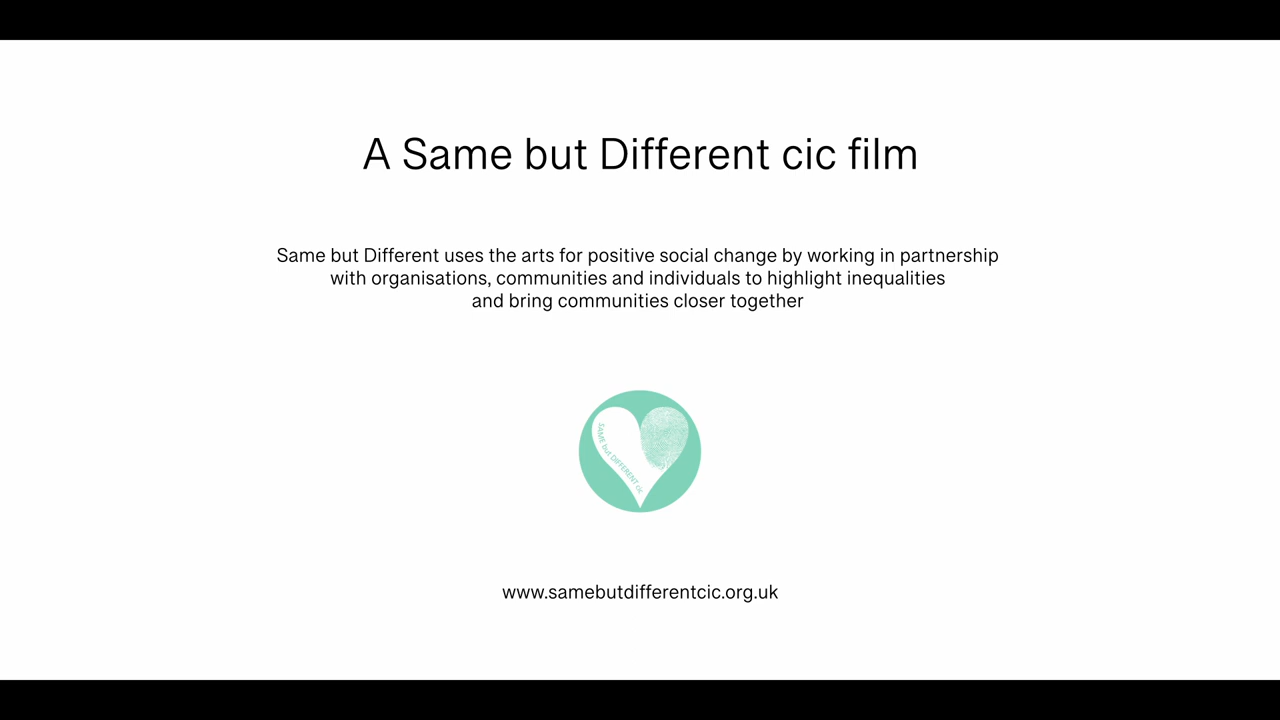 A Same but Different cic film
Same but Different uses the arts for positive social change by working in partnership
with organisations, communities and individuals to highlight inequalities
and bring communities closer together
SAME but DIFFERENT cic
www.samebutdifferentcic.org.uk